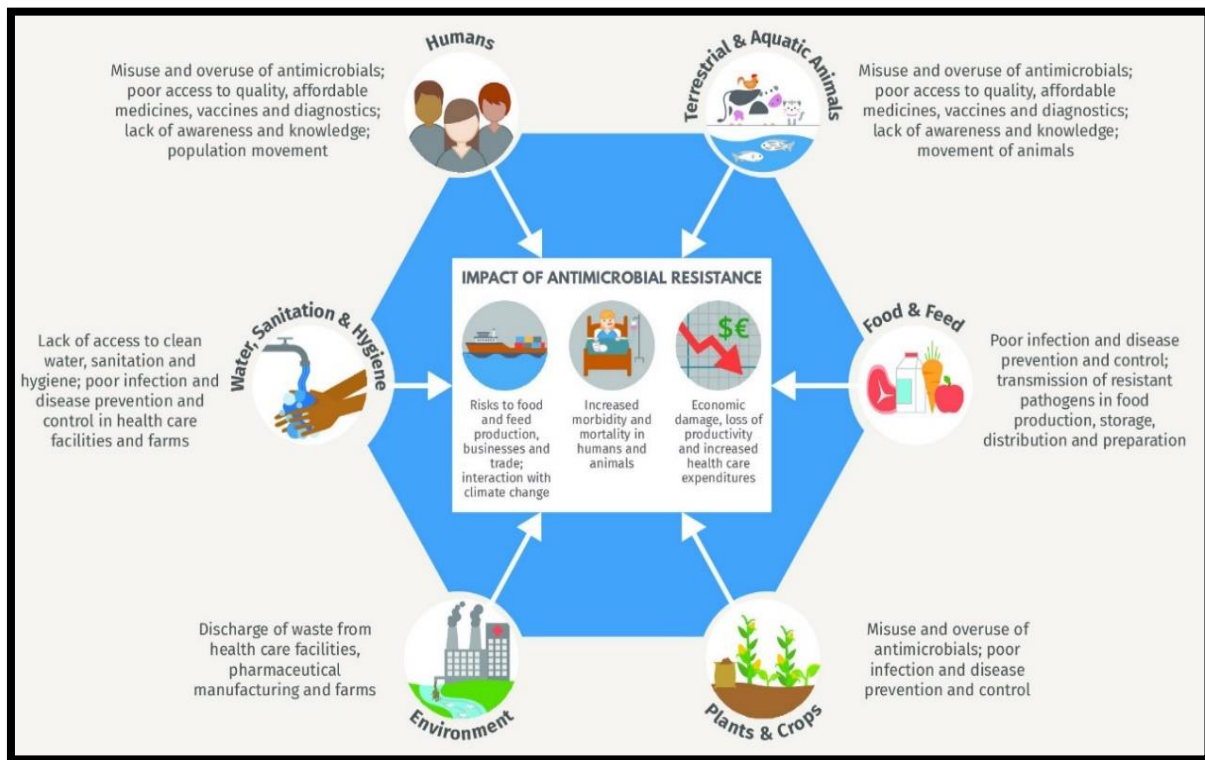 Humans
Misuse and overuse of antimicrobials;
poor access to quality, affordable
medicines, vaccines and diagnostics;
lack of awareness and knowledge;
population movement
Terrestrial & Aquatic Animals
Misuse and overuse of antimicrobials;
poor access to quality, affordable
medicines, vaccines and diagnostics;
lack of awareness and knowledge;
movement of animals
Water, Sanitation & Hygiene
Lack of access to clean
water, sanitation and
hygiene; poor infection and
disease prevention and
control in health care
facilities and farms
IMPACT OF ANTIMICROBIAL RESISTANCE
Risks to food
and feed
production,
businesses and
trade;
interaction with
climate change
Increased
morbidity and
mortality in
humans and
animals
$€
Economic
damage, loss of
productivity
and increased
health care
expenditures
Food & Feed
Poor infection and disease
prevention and control;
transmission of resistant
pathogens in food
production, storage,
distribution and preparation
Discharge of waste from
health care facilities,
pharmaceutical
manufacturing and farms
Environment
Plants & Crops
Misuse and overuse of
antimicrobials; poor
infection and disease
prevention and control